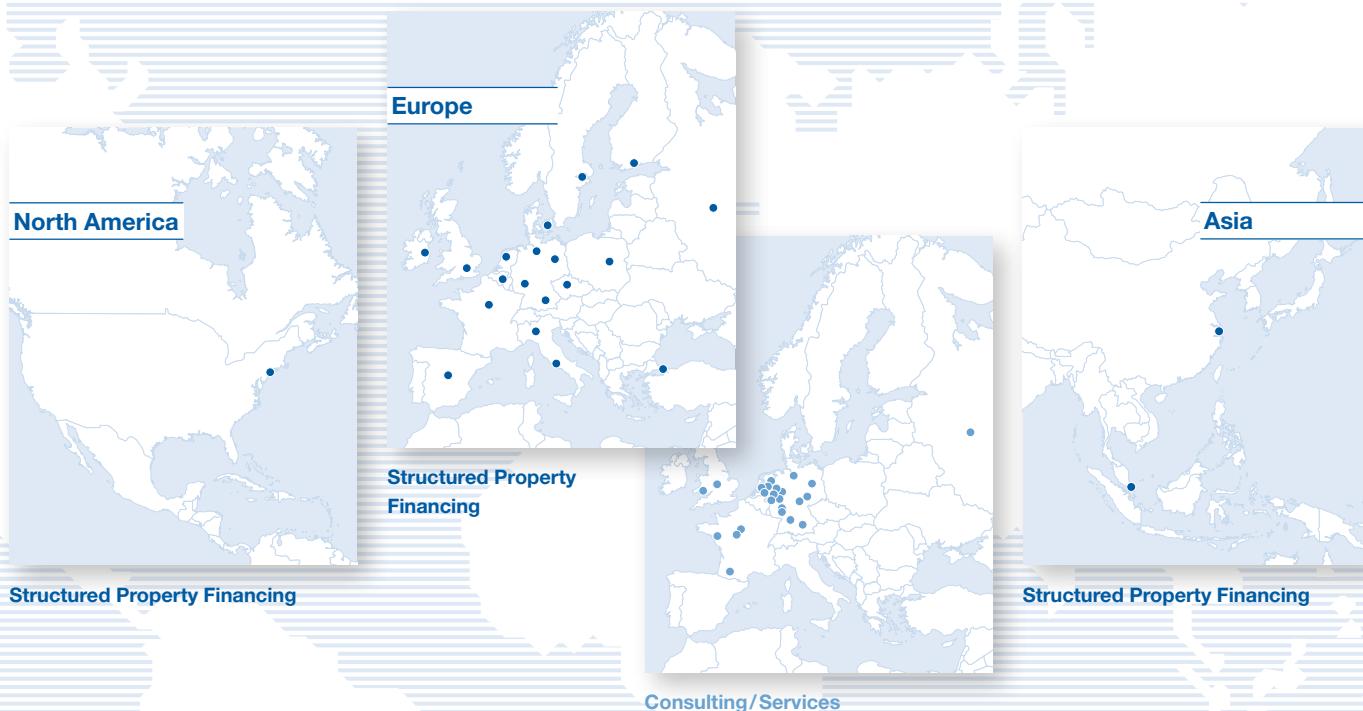 North America
Structured Property Financing
Europe
Structured Property
Financing
Consulting/Services
Asia
Structured Property Financing